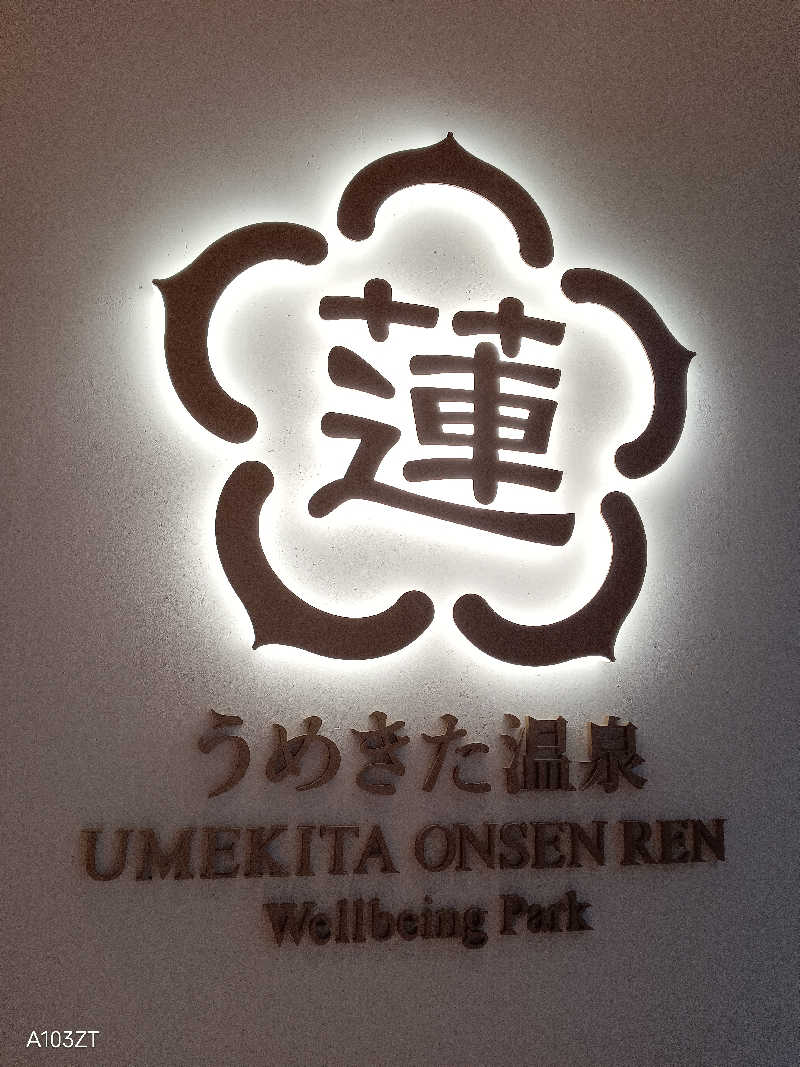 蓮
うめきた温泉
UMEKITA ONSEN REN
Wellbeing Park
A103ZT